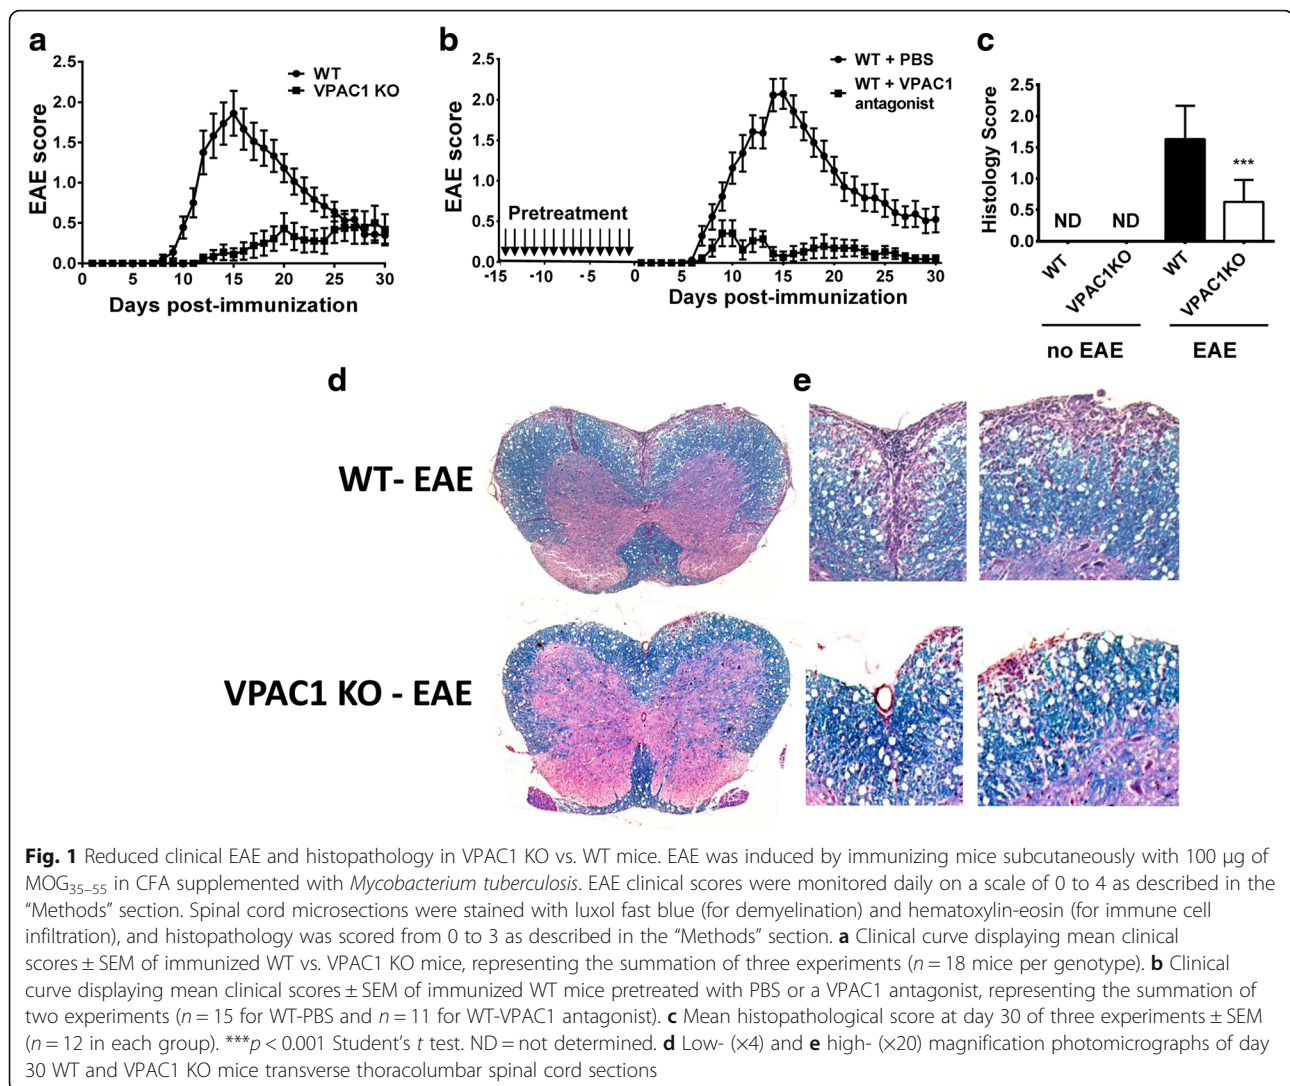 a
2.5
2.0
1.5
1.0
0.5
0.0
EAE score
WT
VPAC1 KO
0 5 10 15 20 25 30
Days post-immunization
b
2.5
2.0
1.5
1.0
0.5
0.0
EAE score
Pretreatment
WT + PBS
WT + VPAC1
antagonist
-15 -10 -5 0 5 10 15 20 25 30
Days post-immunization
c
2.5
2.0
1.5
1.0
0.5
0.0
Histology Score
ND ND
***
WT
VPAC1KO
WT
VPAC1KO
no EAE EAE
d
e
WT- EAE
VPAC1 KO - EAE
Fig. 1 Reduced clinical EAE and histopathology in VPAC1 KO vs. WT mice. EAE was induced by immunizing mice subcutaneously with 100 μg of
MOG35–55 in CFA supplemented with Mycobacterium tuberculosis. EAE clinical scores were monitored daily on a scale of 0 to 4 as described in the
“Methods” section. Spinal cord microsections were stained with luxol fast blue (for demyelination) and hematoxylin-eosin (for immune cell
infiltration), and histopathology was scored from 0 to 3 as described in the “Methods” section. a Clinical curve displaying mean clinical
scores ± SEM of immunized WT vs. VPAC1 KO mice, representing the summation of three experiments (n = 18 mice per genotype). b Clinical
curve displaying mean clinical scores ± SEM of immunized WT mice pretreated with PBS or a VPAC1 antagonist, representing the summation of
two experiments (n = 15 for WT-PBS and n = 11 for WT-VPAC1 antagonist). c Mean histopathological score at day 30 of three experiments ± SEM
(n = 12 in each group). ***p < 0.001 Student’s t test. ND = not determined. d Low- (×4) and e high- (×20) magnification photomicrographs of day
30 WT and VPAC1 KO mice transverse thoracolumbar spinal cord sections